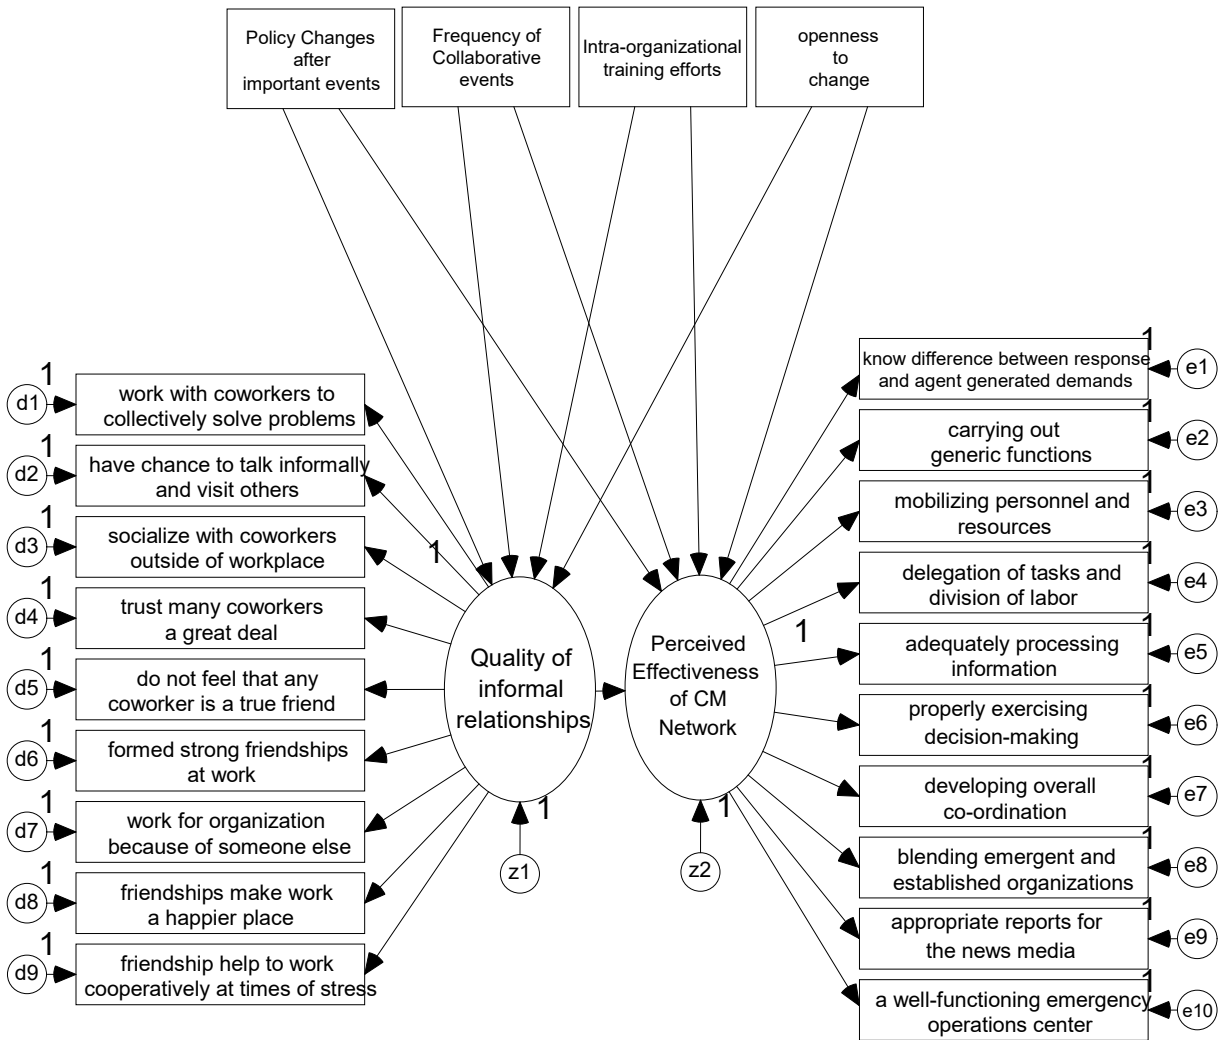 Policy Changes
after
important events
Frequency of
Collaborative
events
Intra-organizational
training efforts
openness
to
change
1
d1
work with coworkers to
collectively solve problems
1
d2
have chance to talk informally
and visit others
1
d3
socialize with coworkers
outside of workplace
1
d4
trust many coworkers
a great deal
1
d5
do not feel that any
coworker is a true friend
1
d6
formed strong friendships
at work
1
d7
work for organization
because of someone else
1
d8
friendships make work
a happier place
1
d9
friendship help to work
cooperatively at times of stress
1
Quality of
informal
relationships
1
z1
Perceived
Effectiveness
of CM
Network
1
z2
1
1
know difference between response
and agent generated demands
e1
1
carrying out
generic functions
e2
1
mobilizing personnel and
resources
e3
1
delegation of tasks and
division of labor
e4
1
adequately processing
information
e5
1
properly exercising
decision-making
e6
1
developing overall
co-ordination
e7
1
blending emergent and
established organizations
e8
1
appropriate reports for
the news media
e9
1
a well-functioning emergency
operations center
e10